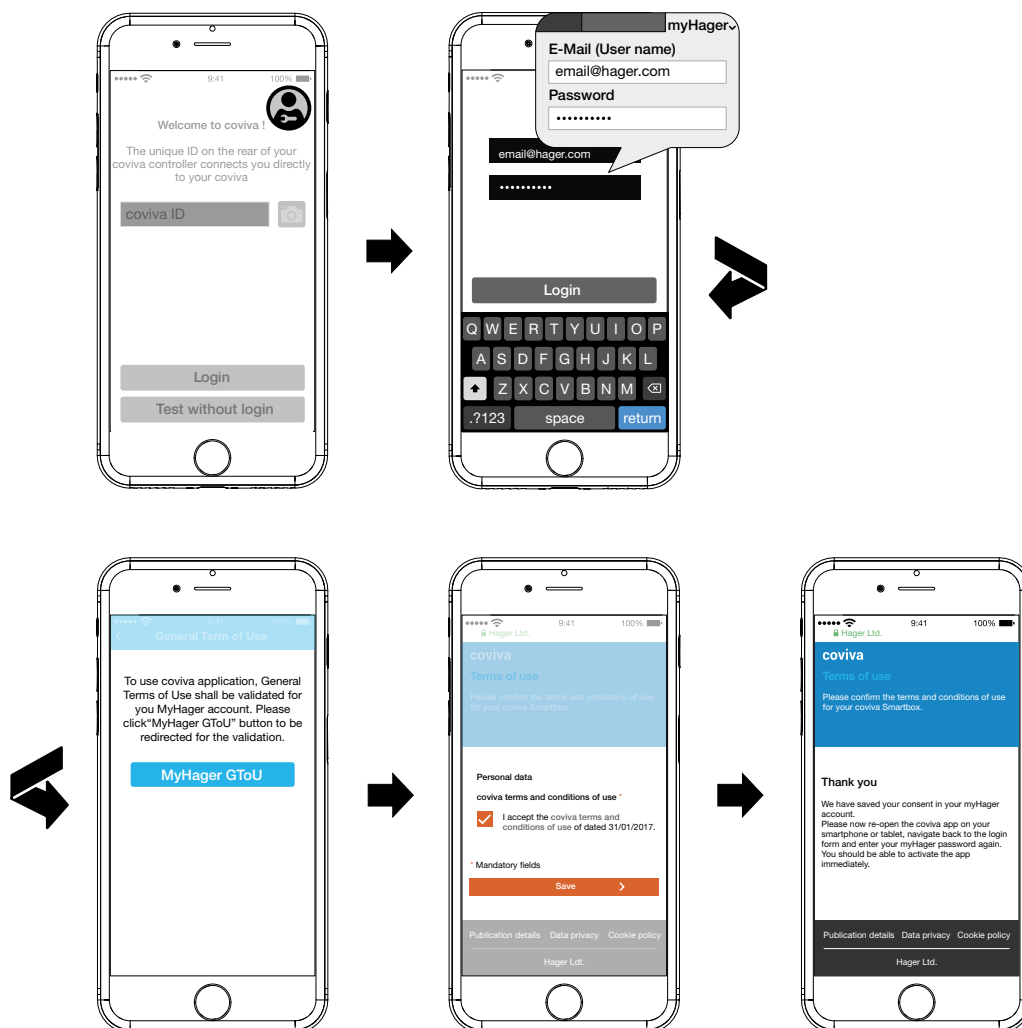 9:41 100%
Welcome to coviva !
The unique ID on the rear of your
coviva controller connects you directly
to your coviva
coviva ID
Login
Test without login
myHager
E-Mail (User name)
email@hager.com
Password
••••••••••
email@hager.com
••••••••••
Login
Q W E R T Y U I O P
A S D F G H J K L
Z X C V B N M
.?123 space return
9:41 100%
General Term of Use
To use coviva application, General
Terms of Use shall be validated for
you MyHager account. Please
click“MyHager GToU” button to be
redirected for the validation.
MyHager GToU
9:41 100%
Hager Ltd.
coviva
Terms of use
Please confirm the terms and conditions of use
for your coviva Smartbox.
Personal data
coviva terms and conditions of use *
I accept the coviva terms and
conditions of use of dated 31/01/2017.
* Mandatory fields
Save
Publication details Data privacy Cookie policy
Hager Ldt.
9:41 100%
Hager Ltd.
coviva
Terms of use
Please confirm the terms and conditions of use
for your coviva Smartbox.
Thank you
We have saved your consent in your myHager
account.
Please now re-open the coviva app on your
smartphone or tablet, navigate back to the login
form and enter your myHager password again.
You should be able to activate the app
immediately.
Publication details Data privacy Cookie policy
Hager Ltd.